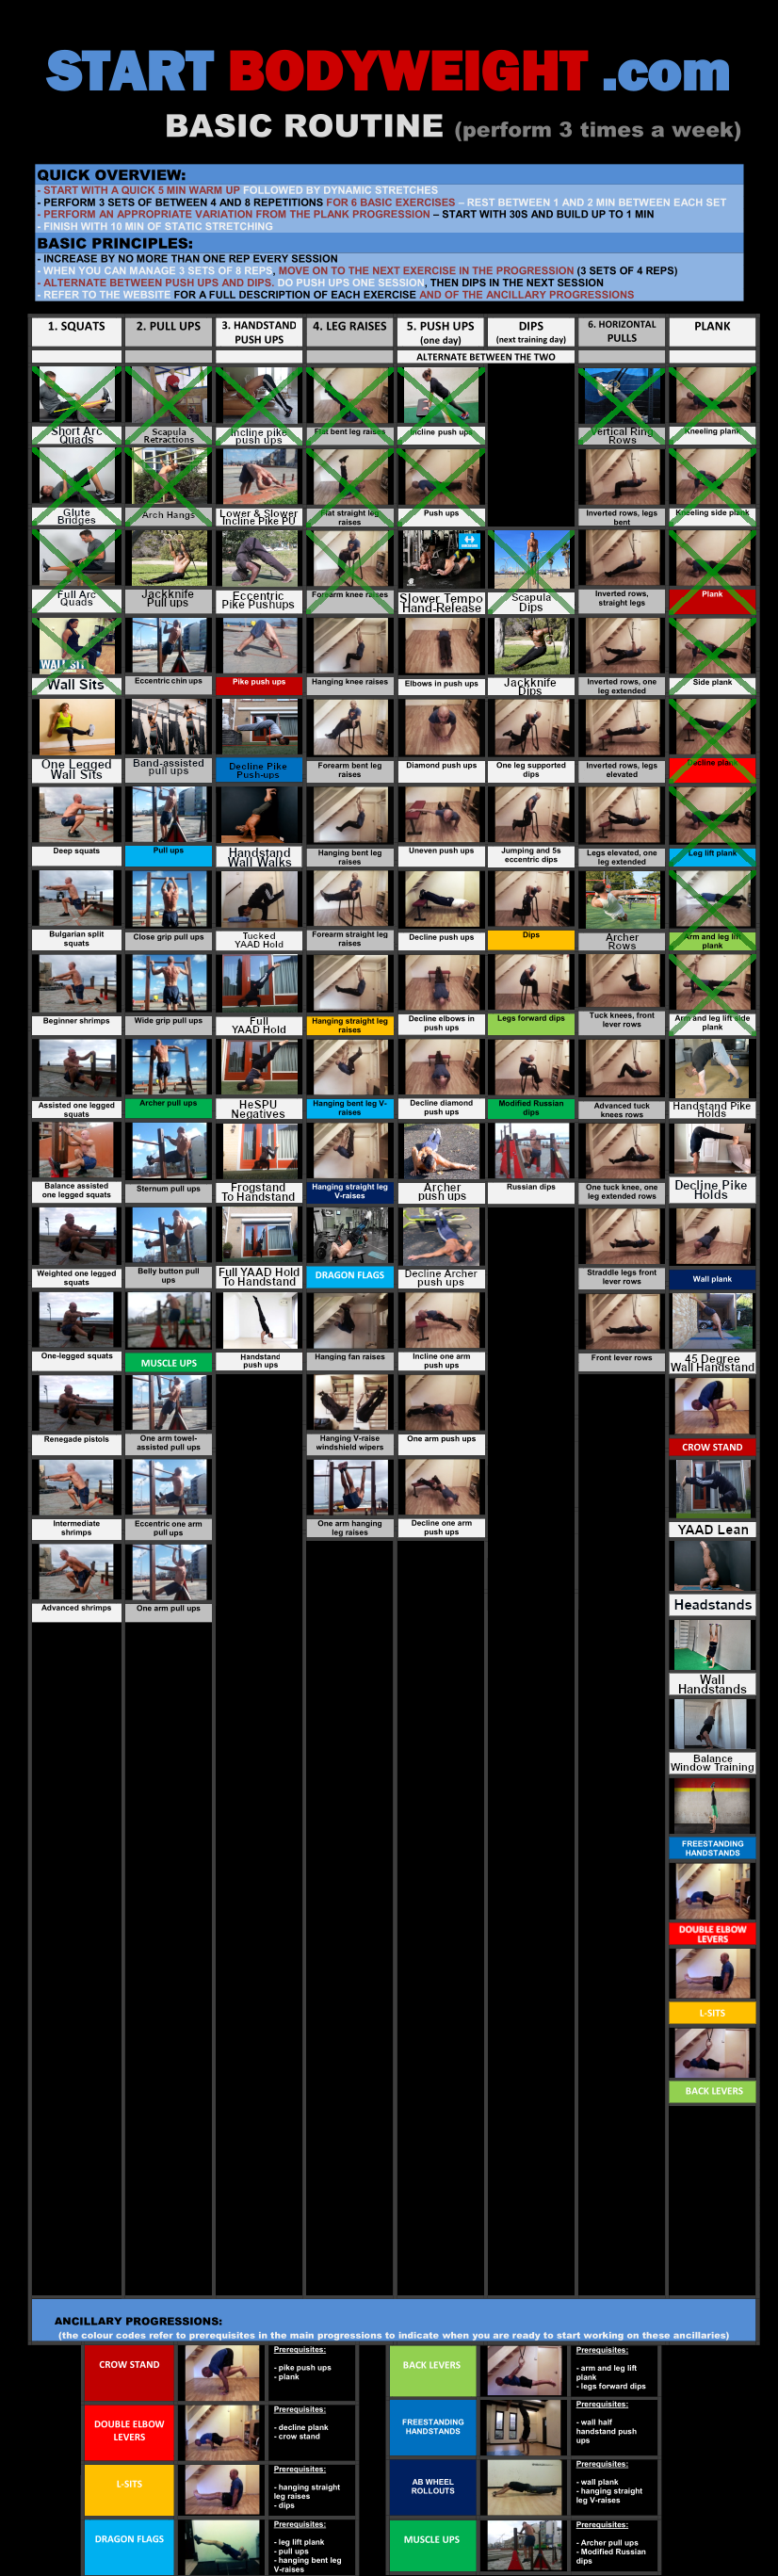 START BODYWEIGHT .com
BASIC ROUTINE (perform 3 times a week)
QUICK OVERVIEW:
- START WITH A QUICK 5 MIN WARM UP FOLLOWED BY DYNAMIC STRETCHES
- PERFORM 3 SETS OF BETWEEN 4 AND 8 REPETITIONS FOR 6 BASIC EXERCISES – REST BETWEEN 1 AND 2 MIN BETWEEN EACH SET
- PERFORM AN APPROPRIATE VARIATION FROM THE PLANK PROGRESSION – START WITH 30S AND BUILD UP TO 1 MIN
- FINISH WITH 10 MIN OF STATIC STRETCHING
BASIC PRINCIPLES:
- INCREASE BY NO MORE THAN ONE REP EVERY SESSION
- WHEN YOU CAN MANAGE 3 SETS OF 8 REPS, MOVE ON TO THE NEXT EXERCISE IN THE PROGRESSION (3 SETS OF 4 REPS)
- ALTERNATE BETWEEN PUSH UPS AND DIPS. DO PUSH UPS ONE SESSION, THEN DIPS IN THE NEXT SESSION
- REFER TO THE WEBSITE FOR A FULL DESCRIPTION OF EACH EXERCISE AND OF THE ANCILLARY PROGRESSIONS
1. SQUATS
Short Arc
Quads
Glute
Bridges
Full Arc
Quads
WALL SIT
Wall Sits
One Legged
Wall Sits
Deep squats
Bulgarian split
squats
Beginner shrimps
Assisted one legged
squats
Balance assisted
one legged squats
Weighted one legged
squats
One-legged squats
Renegade pistols
Intermediate
shrimps
Advanced shrimps
2. PULL UPS
Scapula
Retractions
Arch Hangs
Jackknife
Pull ups
Eccentric chin ups
Band-assisted
pull ups
Pull ups
Close grip pull ups
Wide grip pull ups
Archer pull ups
Sternum pull ups
Belly button pull
ups
MUSCLE UPS
One arm towel-
assisted pull ups
Eccentric one arm
pull ups
One arm pull ups
3. HANDSTAND
PUSH UPS
Incline pike
push ups
Lower & Slower
Incline Pike PU
Eccentric
Pike Pushups
Pike push ups
Decline Pike
Push-ups
Handstand
Wall Walks
Tucked
YAAD Hold
Full
YAAD Hold
HeSPU
Negatives
Frogstand
To Handstand
Full YAAD Hold
To Handstand
Handstand
push ups
4. LEG RAISES
Flat bent leg raises
Flat straight leg
raises
Forearm knee raises
Hanging knee raises
Forearm bent leg
raises
Hanging bent leg
raises
Forearm straight leg
raises
Hanging straight leg
raises
Hanging bent leg V-
raises
Hanging straight leg
V-raises
DRAGON FLAGS
Hanging fan raises
Hanging V-raise
windshield wipers
One arm hanging
leg raises
5. PUSH UPS
(one day)
DIPS
(next training day)
ALTERNATE BETWEEN THE TWO
Incline push ups
Push ups
Slower Tempo
Hand-Release
Elbows in push ups
Diamond push ups
Uneven push ups
Decline push ups
Decline elbows in
push ups
Decline diamond
push ups
Archer
push ups
Decline Archer
push ups
Incline one arm
push ups
One arm push ups
Decline one arm
push ups
Scapula
Dips
Jackknife
Dips
One leg supported
dips
Jumping and 5s
eccentric dips
Dips
Legs forward dips
Modified Russian
dips
Russian dips
6. HORIZONTAL
PULLS
Vertical Ring
Rows
Inverted rows, legs
bent
Inverted rows,
straight legs
Inverted rows, one
leg extended
Inverted rows, legs
elevated
Legs elevated, one
leg extended
Archer
Rows
Tuck knees, front
lever rows
Advanced tuck
knees rows
One tuck knee, one
leg extended rows
Straddle legs front
lever rows
Front lever rows
PLANK
Kneeling plank
Kneeling side plank
Plank
Side plank
Decline plank
Leg lift plank
Arm and leg lift
plank
Arm and leg lift side
plank
Handstand Pike
Holds
Decline Pike
Holds
Wall plank
45 Degree
Wall Handstand
CROW STAND
YAAD Lean
Headstands
Wall
Handstands
Balance
Window Training
FREESTANDING
HANDSTANDS
DOUBLE ELBOW
LEVERS
L-SITS
BACK LEVERS
ANCILLARY PROGRESSIONS:
(the colour codes refer to prerequisites in the main progressions to indicate when you are ready to start working on these ancillaries)
CROW STAND
Prerequisites:
- pike push ups
- plank
DOUBLE ELBOW
LEVERS
Prerequisites:
- decline plank
- crow stand
L-SITS
Prerequisites:
- hanging straight
leg raises
- dips
DRAGON FLAGS
Prerequisites:
- leg lift plank
- pull ups
- hanging bent leg
V-raises
BACK LEVERS
Prerequisites:
- arm and leg lift
plank
- legs forward dips
FREESTANDING
HANDSTANDS
Prerequisites:
- wall half
handstand push
ups
AB WHEEL
ROLLOUTS
Prerequisites:
- wall plank
- hanging straight
leg V-raises
MUSCLE UPS
Prerequisites:
- Archer pull ups
- Modified Russian
dips